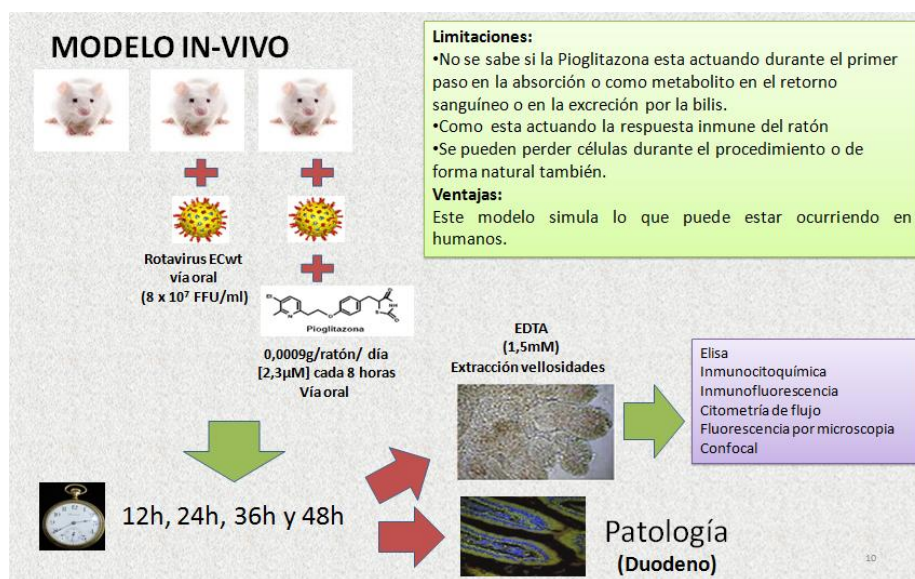 MODELO IN-VIVO
Limitaciones:
•No se sabe si la Pioglitazona esta actuando durante el primer
paso en la absorción o como metabolito en el retorno
sanguíneo o en la excreción por la bilis.
•Como esta actuando la respuesta inmune del ratón
•Se pueden perder células durante el procedimiento o de
forma natural también.
Ventajas:
Este modelo simula lo que puede estar ocurriendo en
humanos.
Rotavirus ECwt
vía oral
(8 x 10⁷ FFU/ml)
Et
N
O
O
NH
S
O
Pioglitazona
0,0009g/ratón/ día
[2,3µM] cada 8 horas
Vía oral
EDTA
(1,5mM)
Extracción vellosidades
Elisa
Inmunocitoquímica
Inmunofluorescencia
Citometría de flujo
Fluorescencia por microscopia
Confocal
12h, 24h, 36h y 48h
Patología
(Duodeno)
10